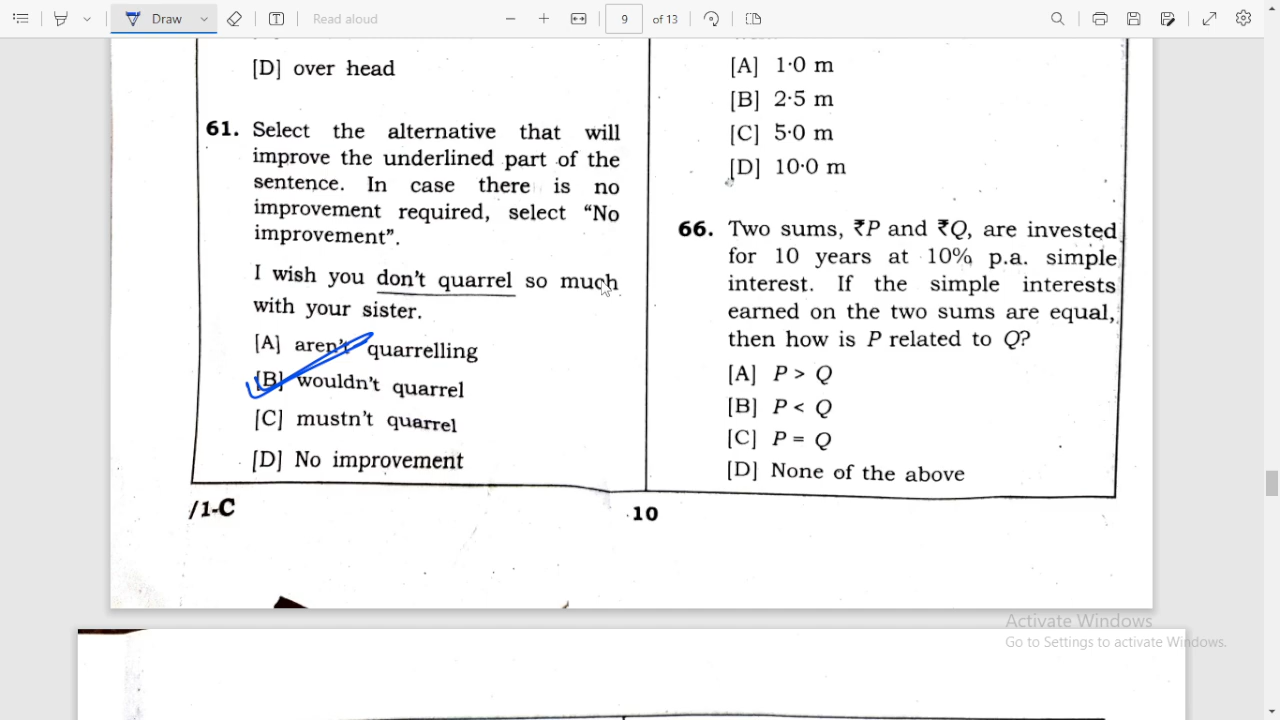 Draw
Read aloud
9
of 13
[D] over head
61. Select the alternative that will
improve the underlined part of the
sentence. In case there is no
improvement required, select “No
improvement”.
I wish you don't quarrel so much
with your sister.
[A] aren't quarrelling
[B] wouldn't quarrel
[C] mustn't quarrel
[D] No improvement
[A] 1·0 m
[B] 2·5 m
[C] 5·0 m
[D] 10·0 m
66. Two sums, ₹P and ₹Q, are invested
for 10 years at 10% p.a. simple
interest. If the simple interests
earned on the two sums are equal,
then how is P related to Q?
[A] P > Q
[B] P < Q
[C] P = Q
[D] None of the above
/1-C
10
Activate Windows
Go to Settings to activate Windows.